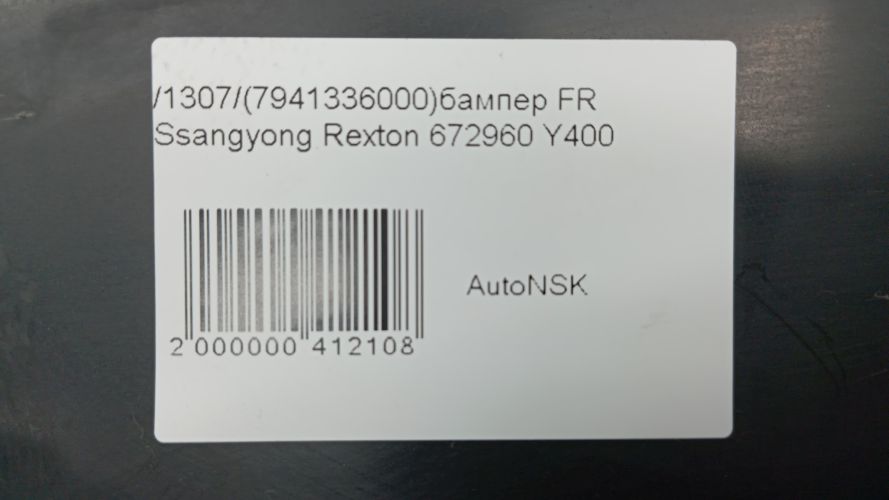 /1307/(7941336000)бампер FR
Ssangyong Rexton 672960 Y400
AutoNSK
2 000000 412108